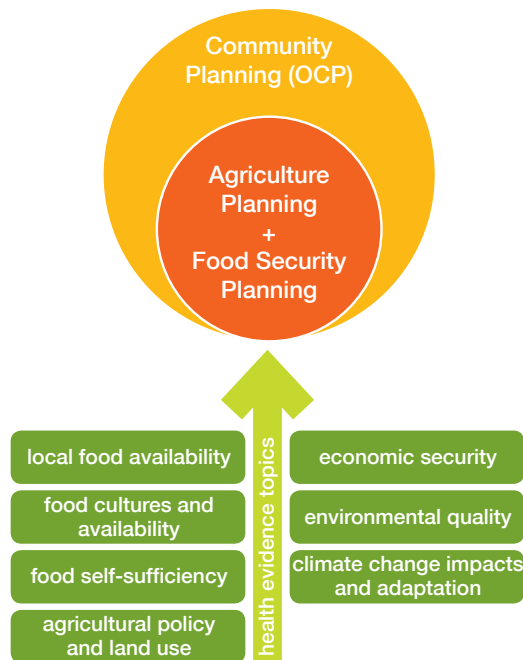 Community
Planning (OCP)
Agriculture
Planning
+
Food Security
Planning
health evidence topics
local food availability
food cultures and
availability
food self-sufficiency
agricultural policy
and land use
economic security
environmental quality
climate change impacts
and adaptation